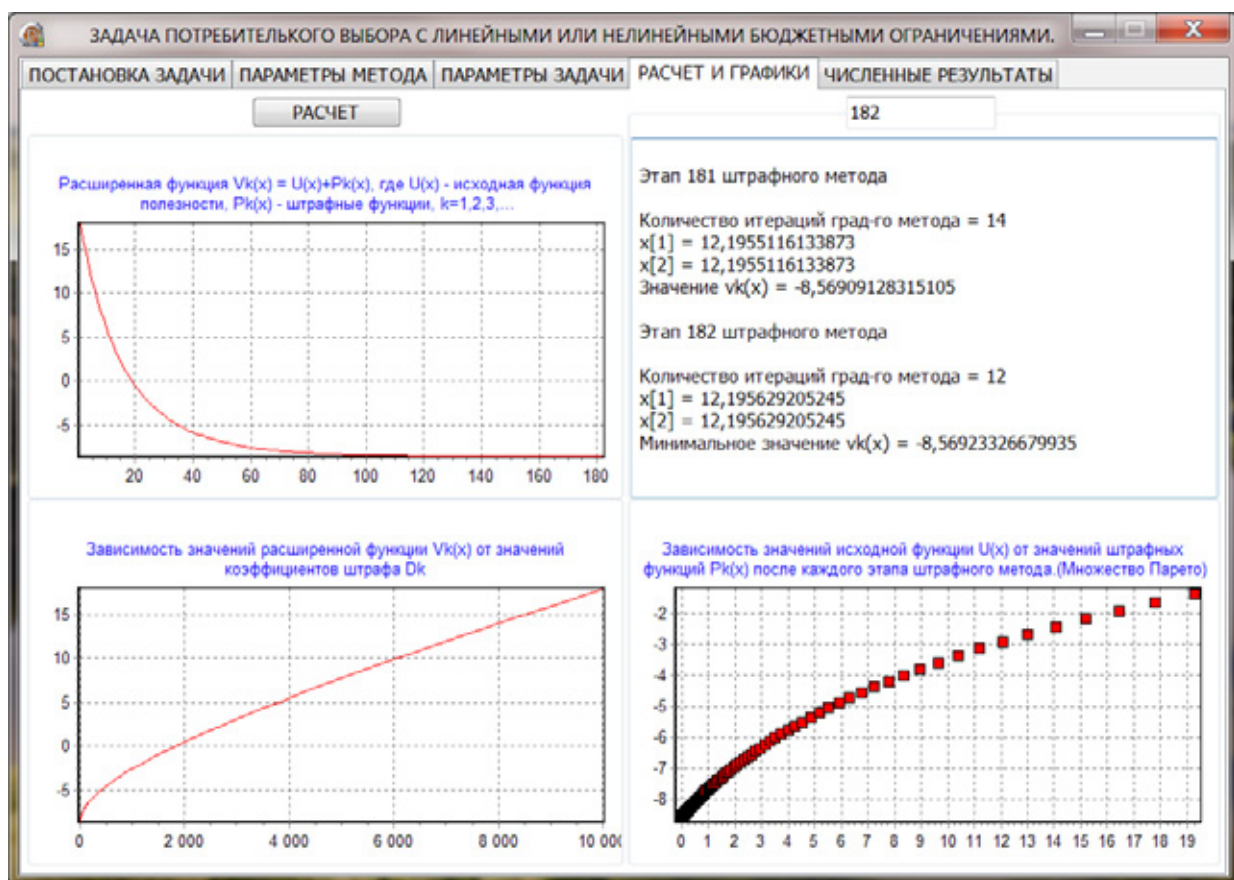 ЗАДАЧА ПОТРЕБИТЕЛЬКОГО ВЫБОРА С ЛИНЕЙНЫМИ ИЛИ НЕЛИНЕЙНЫМИ БЮДЖЕТНЫМИ ОГРАНИЧЕНИЯМИ.
ПОСТАНОВКА ЗАДАЧИ ПАРАМЕТРЫ МЕТОДА ПАРАМЕТРЫ ЗАДАЧИ РАСЧЕТ И ГРАФИКИ ЧИСЛЕННЫЕ РЕЗУЛЬТАТЫ
РАСЧЕТ
182
Расширенная функция Vk(x) = U(x)+Pk(x), где U(x) - исходная функция
полезности, Pk(x) - штрафные функции, k=1,2,3,...
15
10
5
0
-5
20 40 60 80 100 120 140 160 180
Этап 181 штрафного метода
Количество итераций град-го метода = 14
x[1] = 12,1955116133873
x[2] = 12,1955116133873
Значение vk(x) = -8,56909128315105
Этап 182 штрафного метода
Количество итераций град-го метода = 12
x[1] = 12,195629205245
x[2] = 12,195629205245
Минимальное значение vk(x) = -8,56923326679935
Зависимость значений расширенной функции Vk(x) от значений
коэффициентов штрафа Dk
15
10
5
0
-5
0 2 000 4 000 6 000 8 000 10 000
Зависимость значений исходной функции U(x) от значений штрафных
функций Pk(x) после каждого этапа штрафного метода.(Множество Парето)
-2
-3
-4
-5
-6
-7
-8
0 1 2 3 4 5 6 7 8 9 10 11 12 13 14 15 16 17 18 19